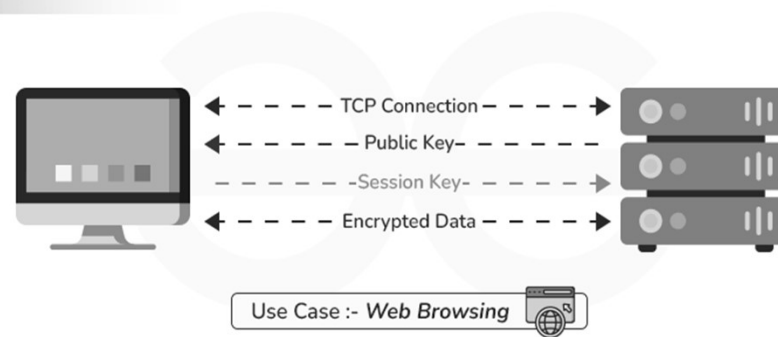 TCP Connection
Public Key
Session Key
Encrypted Data
Use Case :- Web Browsing